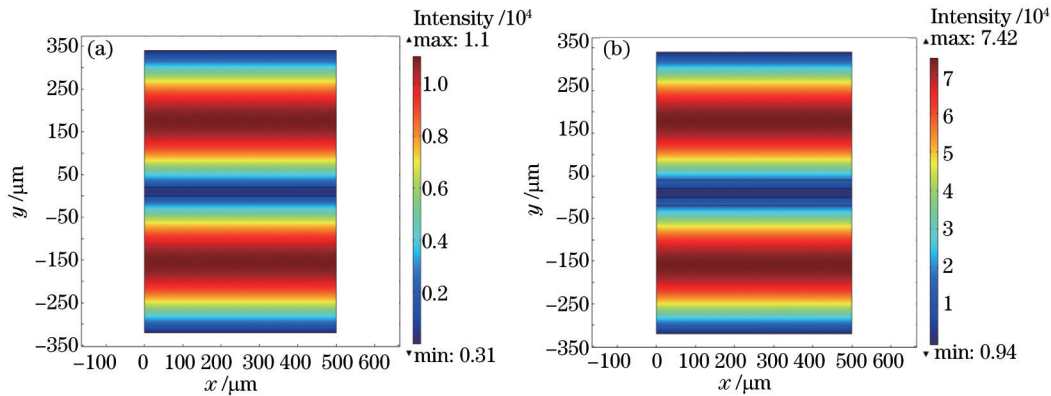 Intensity /10⁴
▲ max: 1.1
(a)
350
250
150
50
−50
−150
−250
−350
y /μm
−100 0 100 200 300 400 500 600
x /μm
1.0
0.8
0.6
0.4
0.2
▼ min: 0.31
Intensity /10⁴
▲ max: 7.42
(b)
350
250
150
50
−50
−150
−250
−350
y /μm
−100 0 100 200 300 400 500 600
x /μm
7
6
5
4
3
2
1
▼ min: 0.94